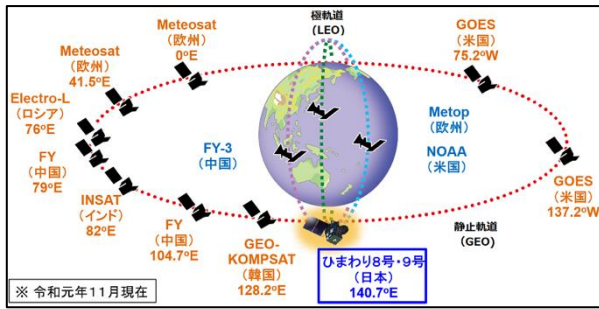 極軌道
(LEO)
GOES
(米国)
75.2°W
Meteosat
(欧州)
0°E
Meteosat
(欧州)
41.5°E
Electro-L
(ロシア)
76°E
FY
(中国)
79°E
INSAT
(インド)
82°E
FY
(中国)
104.7°E
GEO-
KOMPSAT
(韓国)
128.2°E
FY-3
(中国)
Metop
(欧州)
NOAA
(米国)
GOES
(米国)
137.2°W
静止軌道
(GEO)
ひまわり8号・9号
(日本)
140.7°E
※ 令和元年11月現在